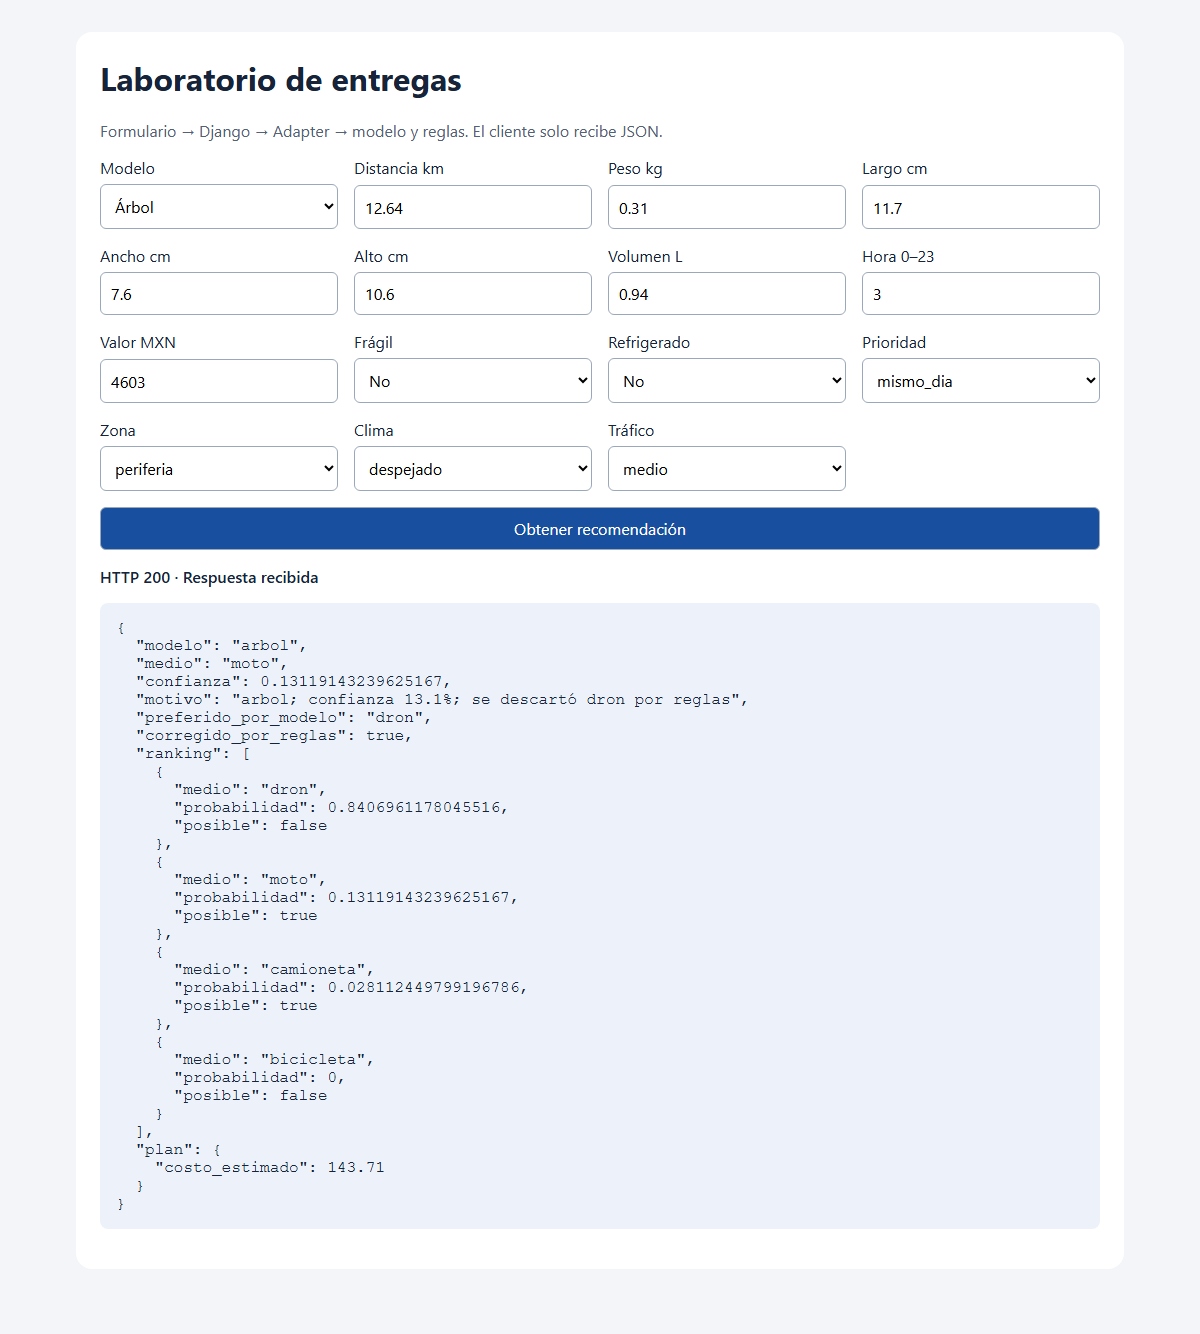 Laboratorio de entregas
Formulario → Django → Adapter → modelo y reglas. El cliente solo recibe JSON.
Modelo Distancia km Peso kg Largo cm
Árbol 12.64 0.31 11.7
Ancho cm Alto cm Volumen L Hora 0–23
7.6 10.6 0.94 3
Valor MXN Frágil Refrigerado Prioridad
4603 No No mismo_dia
Zona Clima Tráfico
periferia despejado medio
Obtener recomendación
HTTP 200 · Respuesta recibida
{
  "modelo": "arbol",
  "medio": "moto",
  "confianza": 0.13119143239625167,
  "motivo": "arbol; confianza 13.1%; se descartó dron por reglas",
  "preferido_por_modelo": "dron",
  "corregido_por_reglas": true,
  "ranking": [
    {
      "medio": "dron",
      "probabilidad": 0.8406961178045516,
      "posible": false
    },
    {
      "medio": "moto",
      "probabilidad": 0.13119143239625167,
      "posible": true
    },
    {
      "medio": "camioneta",
      "probabilidad": 0.028112449799196786,
      "posible": true
    },
    {
      "medio": "bicicleta",
      "probabilidad": 0,
      "posible": false
    }
  ],
  "plan": {
    "costo_estimado": 143.71
  }
}